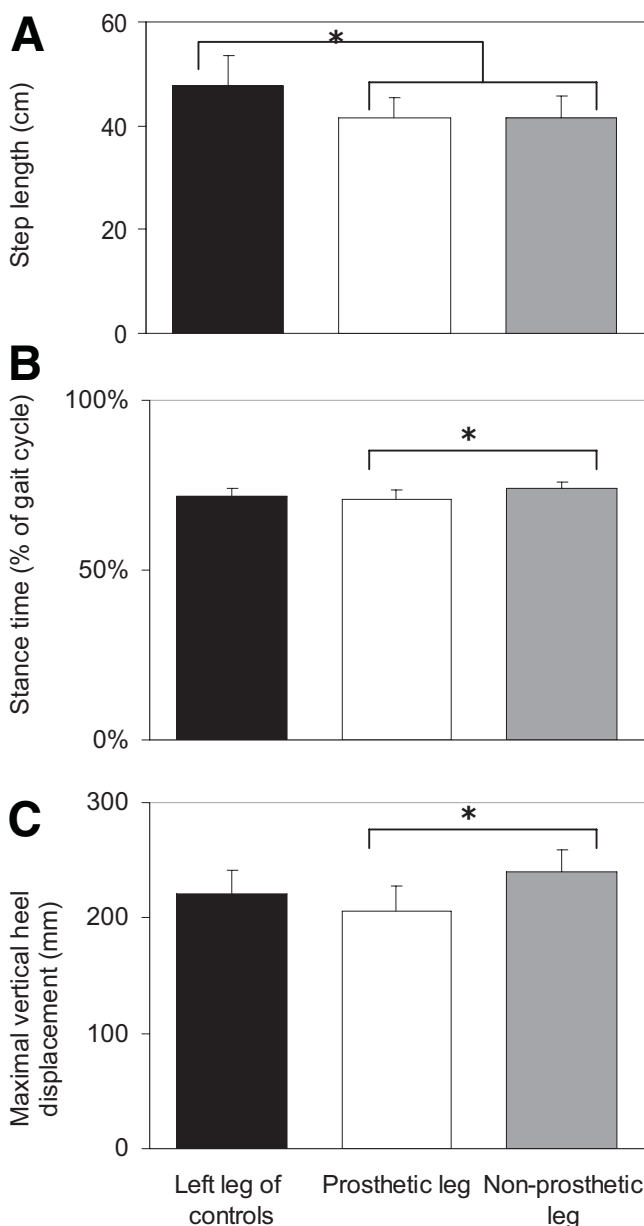 A
Step length (cm)
60
40
20
0
*
B
Stance time (% of gait cycle)
100%
50%
0%
*
C
Maximal vertical heel
displacement (mm)
300
200
100
0
*
Left leg of
controls
Prosthetic leg
Non-prosthetic
leg